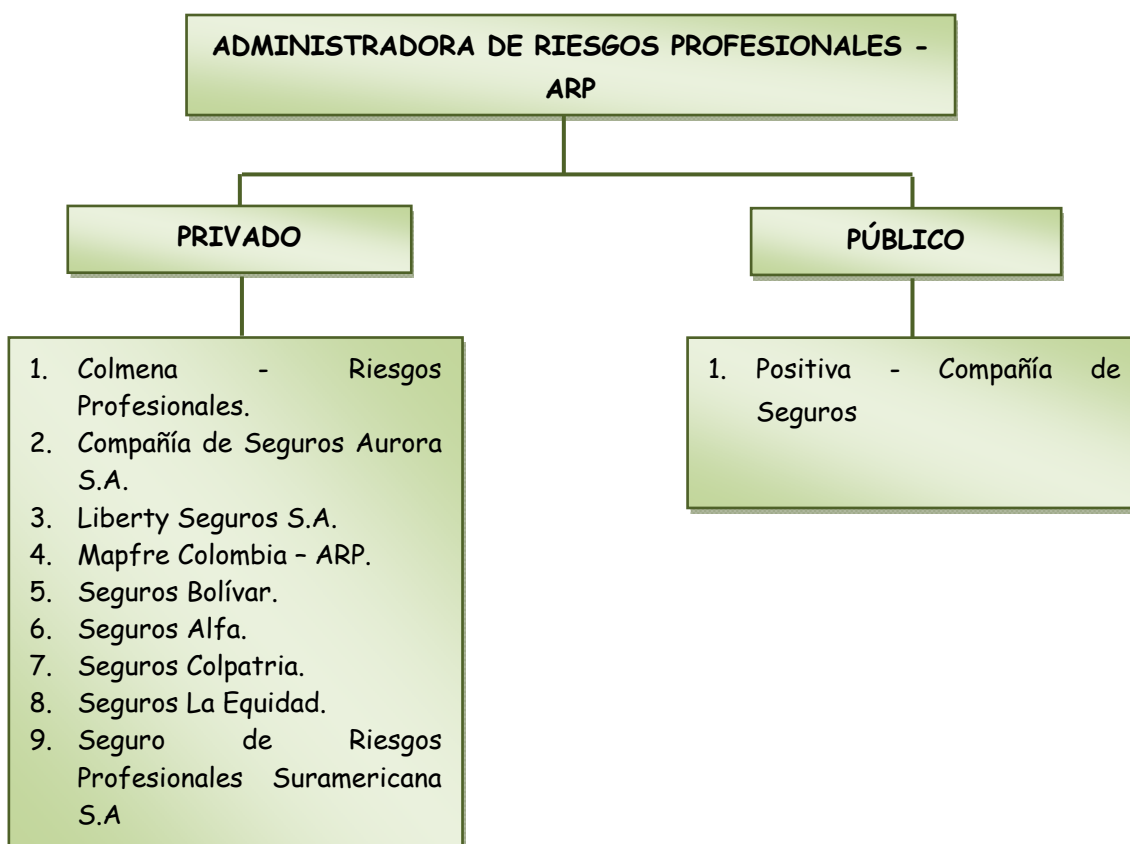 ADMINISTRADORA DE RIESGOS PROFESIONALES -
ARP
PRIVADO
PÚBLICO
1. Colmena - Riesgos
Profesionales.
2. Compañía de Seguros Aurora
S.A.
3. Liberty Seguros S.A.
4. Mapfre Colombia – ARP.
5. Seguros Bolívar.
6. Seguros Alfa.
7. Seguros Colpatria.
8. Seguros La Equidad.
9. Seguro de Riesgos
Profesionales Suramericana
S.A
1. Positiva - Compañía de
Seguros